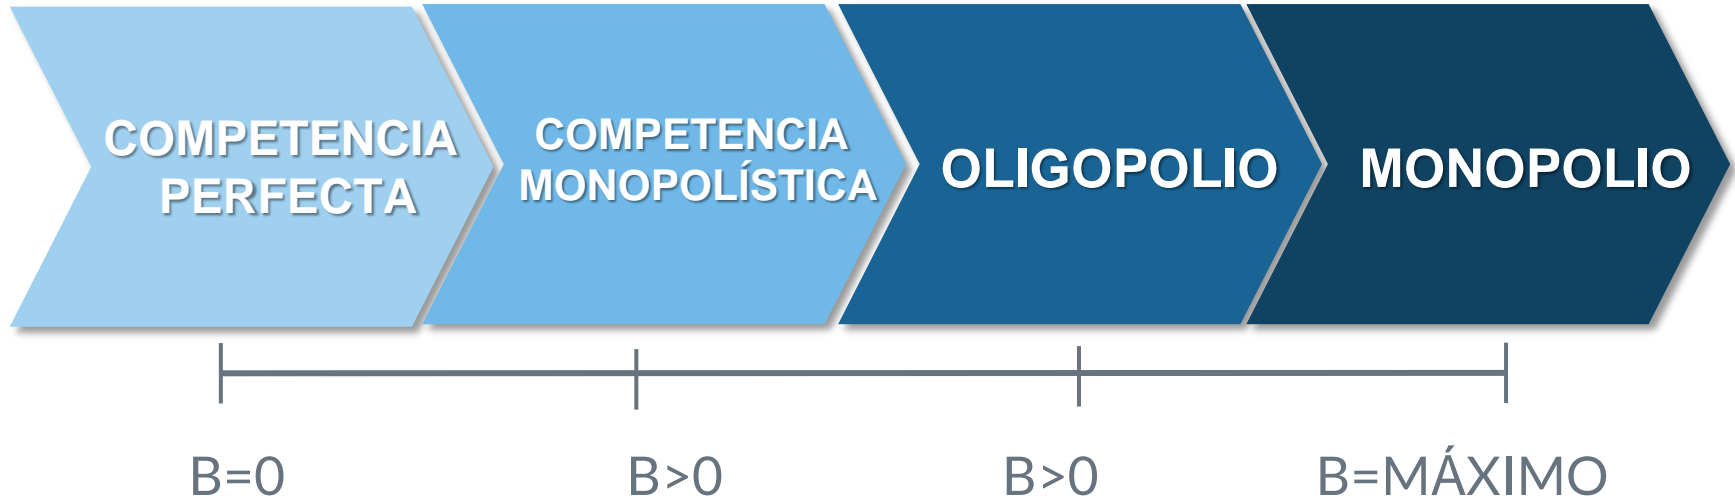 COMPETENCIA
PERFECTA
COMPETENCIA
MONOPOLÍSTICA
OLIGOPOLIO
MONOPOLIO
B=0
B>0
B>0
B=MÁXIMO